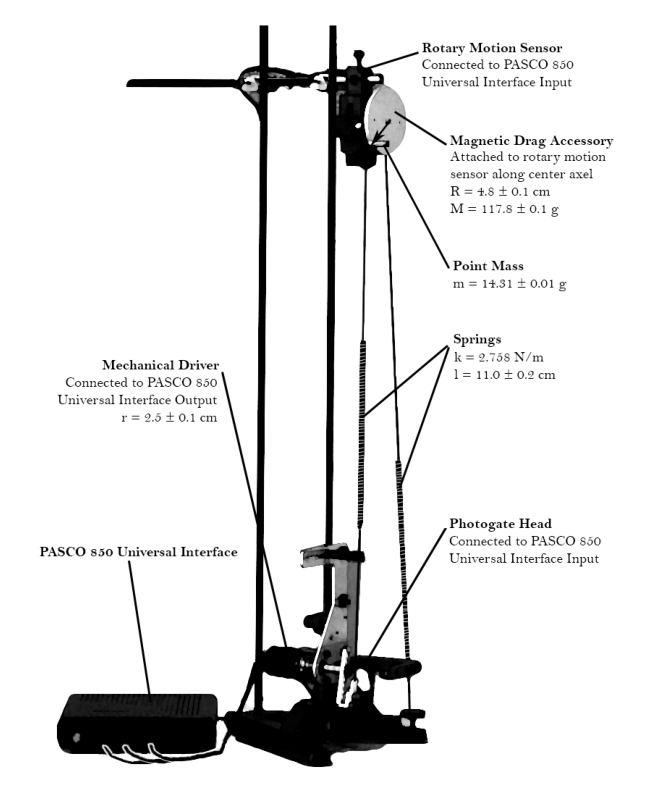 Rotary Motion Sensor
Connected to PASCO 850
Universal Interface Input
Magnetic Drag Accessory
Attached to rotary motion
sensor along center axel
R = 4.8 ± 0.1 cm
M = 117.8 ± 0.1 g
Point Mass
m = 14.31 ± 0.01 g
Springs
k = 2.758 N/m
l = 11.0 ± 0.2 cm
Mechanical Driver
Connected to PASCO 850
Universal Interface Output
r = 2.5 ± 0.1 cm
Photogate Head
Connected to PASCO 850
Universal Interface Input
PASCO 850 Universal Interface